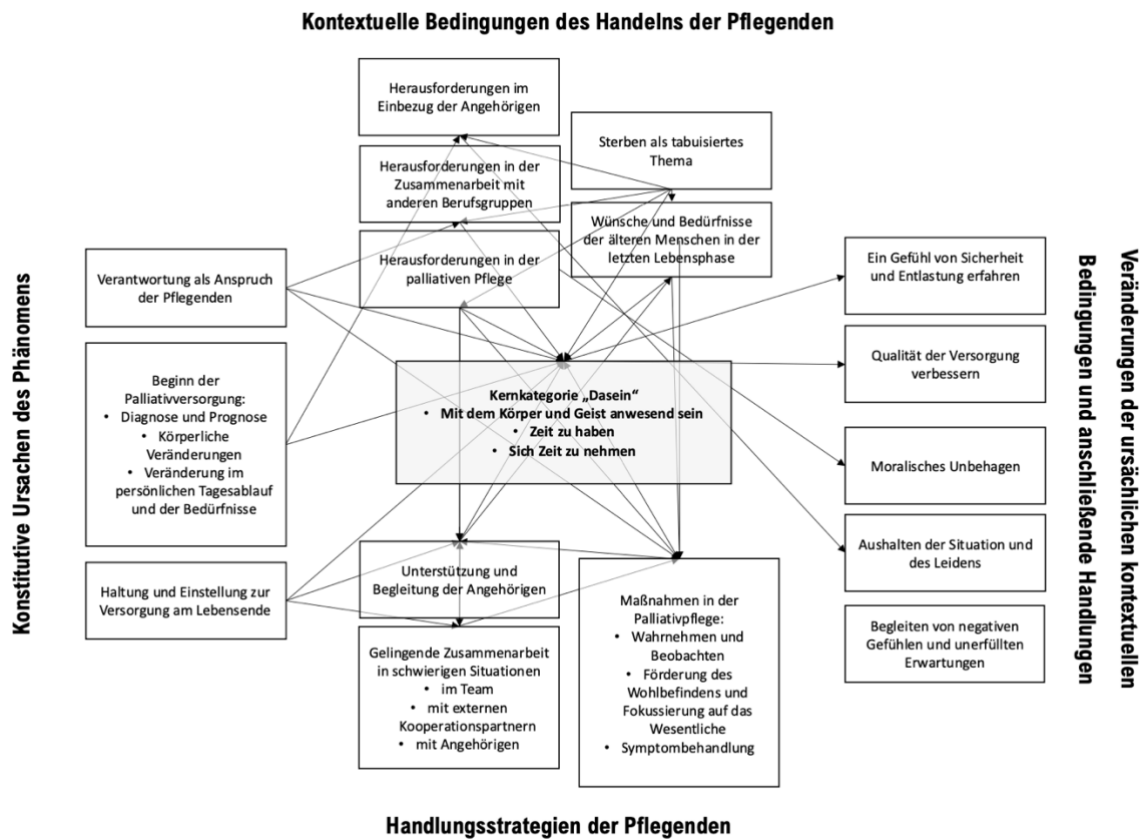 Kontextuelle Bedingungen des Handelns der Pflegenden
Herausforderungen im
Einbezug der Angehörigen
Sterben als tabuisiertes
Thema
Herausforderungen in der
Zusammenarbeit mit
anderen Berufsgruppen
Wünsche und Bedürfnisse
der älteren Menschen in der
letzten Lebensphase
Herausforderungen in der
palliativen Pflege
Konstitutive Ursachen des Phänomens
Verantwortung als Anspruch
der Pflegenden
Beginn der
Palliativversorgung:
• Diagnose und Prognose
• Körperliche
Veränderungen
• Veränderung im
persönlichen Tagesablauf
und der Bedürfnisse
Haltung und Einstellung zur
Versorgung am Lebensende
Kernkategorie „Dasein“
• Mit dem Körper und Geist anwesend sein
• Zeit zu haben
• Sich Zeit zu nehmen
Ein Gefühl von Sicherheit
und Entlastung erfahren
Qualität der Versorgung
verbessern
Moralisches Unbehagen
Aushalten der Situation und
des Leidens
Begleiten von negativen
Gefühlen und unerfüllten
Erwartungen
Veränderungen der ursächlichen kontextuellen
Bedingungen und anschließende Handlungen
Unterstützung und
Begleitung der Angehörigen
Gelingende Zusammenarbeit
in schwierigen Situationen
• im Team
• mit externen
Kooperationspartnern
• mit Angehörigen
Maßnahmen in der
Palliativpflege:
• Wahrnehmen und
Beobachten
• Förderung des
Wohlbefindens und
Fokussierung auf das
Wesentliche
• Symptombehandlung
Handlungsstrategien der Pflegenden